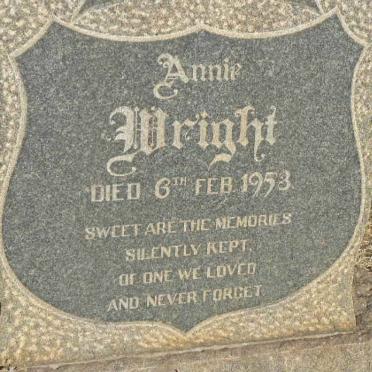 Annie
Wright
DIED 6TH FEB. 1953.
SWEET ARE THE MEMORIES
SILENTLY KEPT,
OF ONE WE LOVED
AND NEVER FORGET.